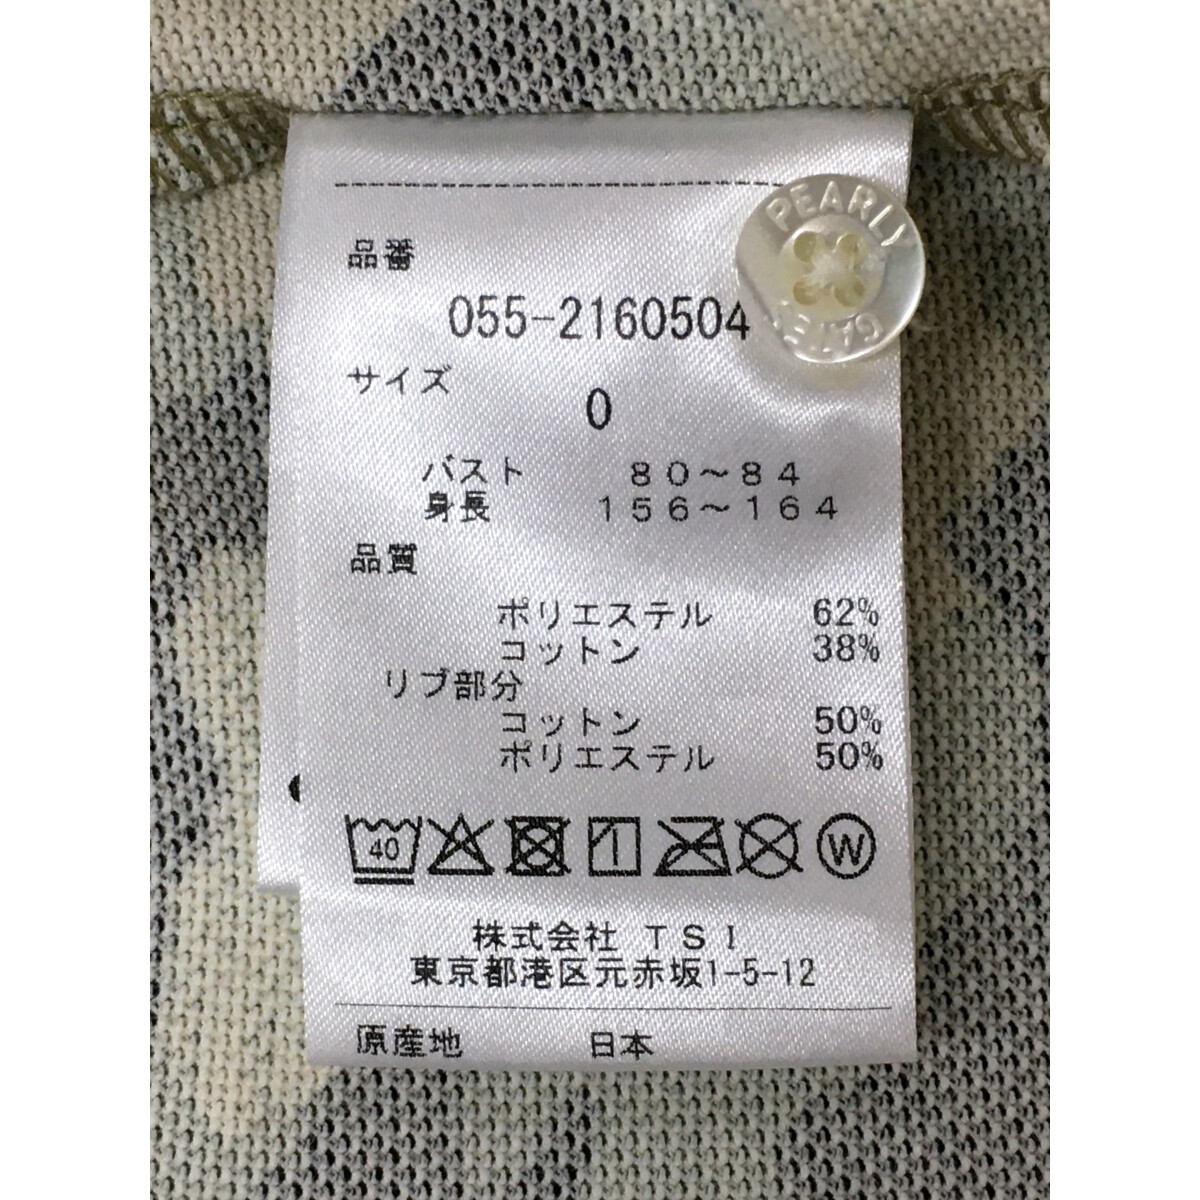 PEARLY
GATES
品番
055-2160504
サイズ
0
バスト 80～84
身長 156～164
品質
ポリエステル 62%
コットン 38%
リブ部分
コットン 50%
ポリエステル 50%
40
W
株式会社 TSI
東京都港区元赤坂1-5-12
原産地 日本